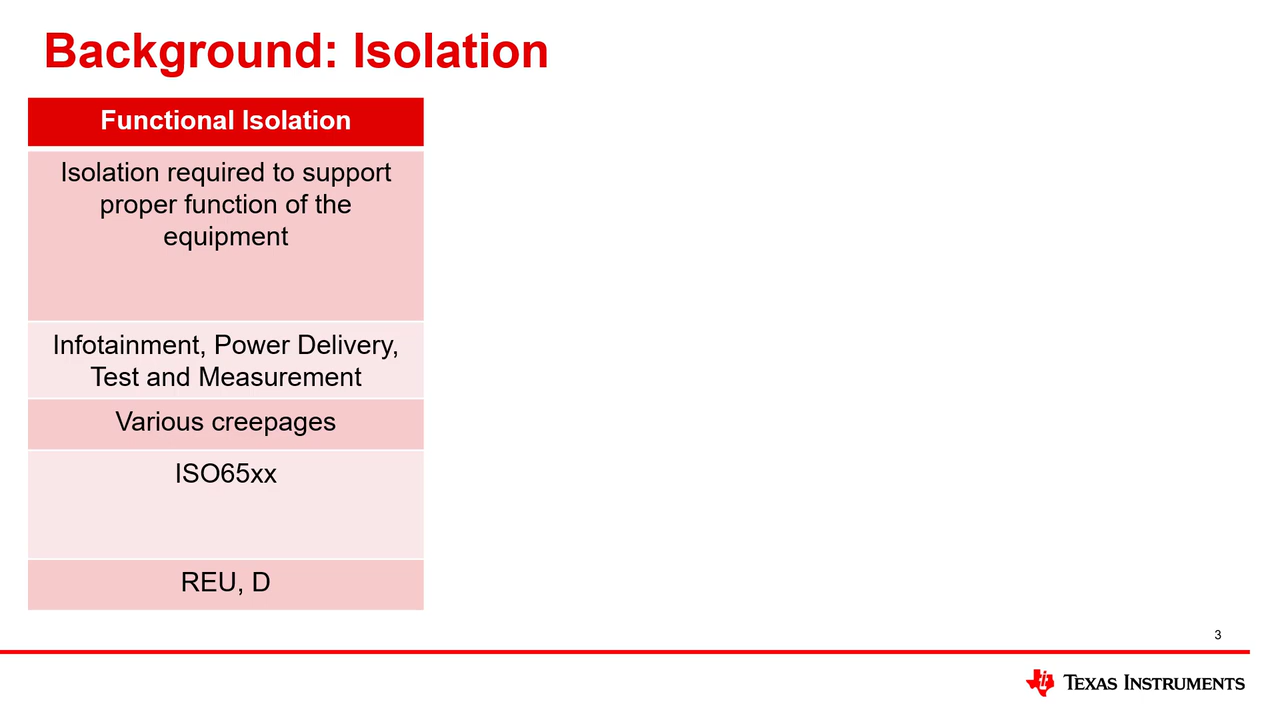 Background: Isolation
Functional Isolation
Isolation required to support
proper function of the
equipment
Infotainment, Power Delivery,
Test and Measurement
Various creepages
ISO65xx
REU, D
3
TEXAS INSTRUMENTS